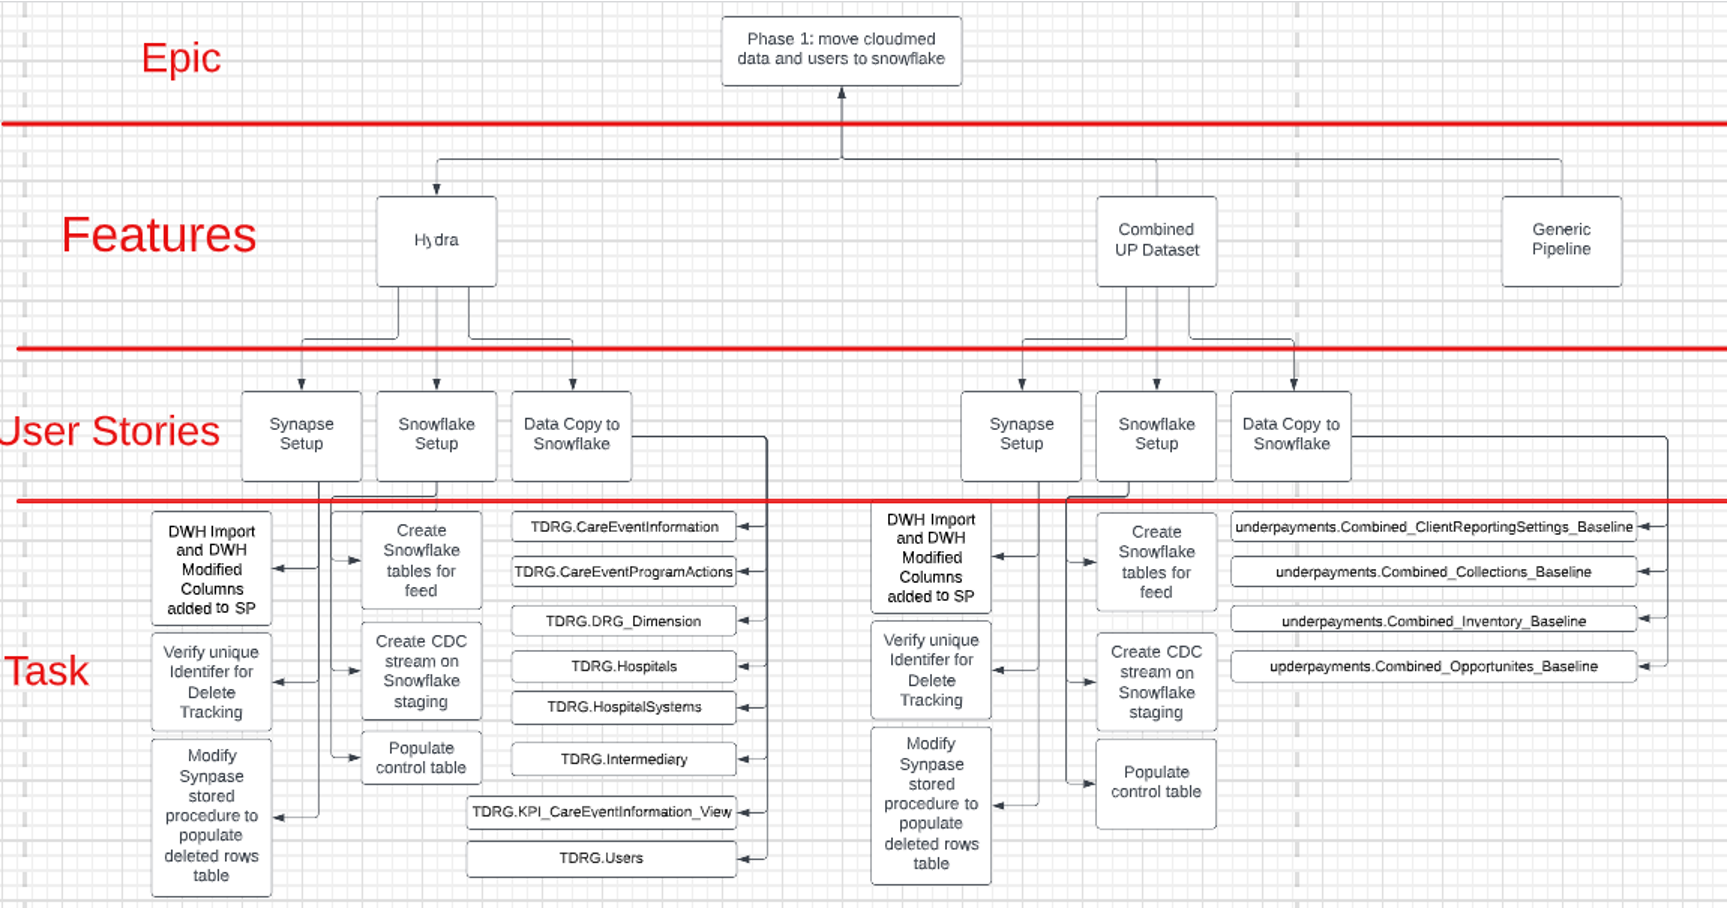 Epic
Phase 1: move cloudmed
data and users to snowflake
Features
Hydra
Combined
UP Dataset
Generic
Pipeline
User Stories
Synapse
Setup
Snowflake
Setup
Data Copy to
Snowflake
Synapse
Setup
Snowflake
Setup
Data Copy to
Snowflake
Task
DWH Import
and DWH
Modified
Columns
added to SP
Verify unique
Identifer for
Delete
Tracking
Modify
Synpase
stored
procedure to
populate
deleted rows
table
Create
Snowflake
tables for
feed
Create CDC
stream on
Snowflake
staging
Populate
control table
TDRG.CareEventInformation
TDRG.CareEventProgramActions
TDRG.DRG_Dimension
TDRG.Hospitals
TDRG.HospitalSystems
TDRG.Intermediary
TDRG.KPI_CareEventInformation_View
TDRG.Users
DWH Import
and DWH
Modified
Columns
added to SP
Verify unique
Identifer for
Delete
Tracking
Modify
Synpase
stored
procedure to
populate
deleted rows
table
Create
Snowflake
tables for
feed
Create CDC
stream on
Snowflake
staging
Populate
control table
underpayments.Combined_ClientReportingSettings_Baseline
underpayments.Combined_Collections_Baseline
underpayments.Combined_Inventory_Baseline
upderpayments.Combined_Opportunites_Baseline